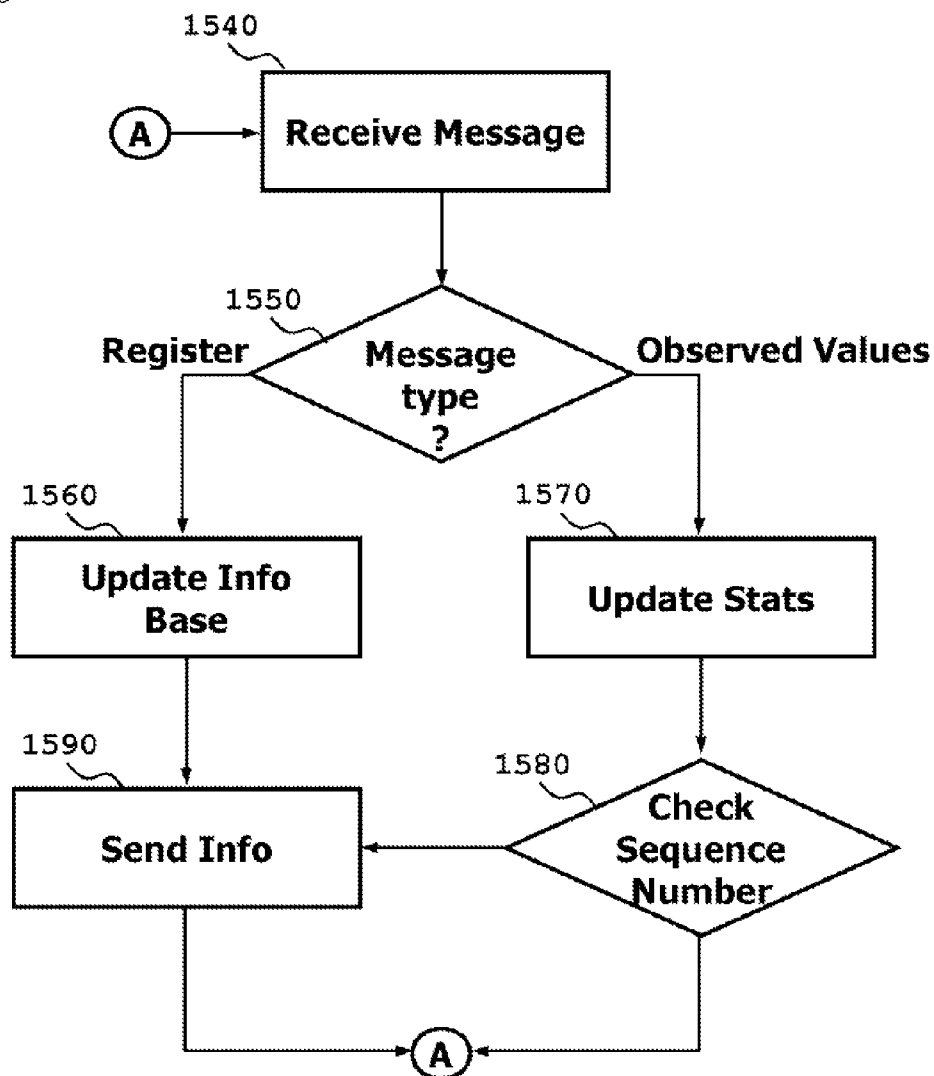 1540
A
Receive Message
1550
Register
Message
type
?
Observed Values
1560
Update Info
Base
1570
Update Stats
1590
Send Info
1580
Check
Sequence
Number
A